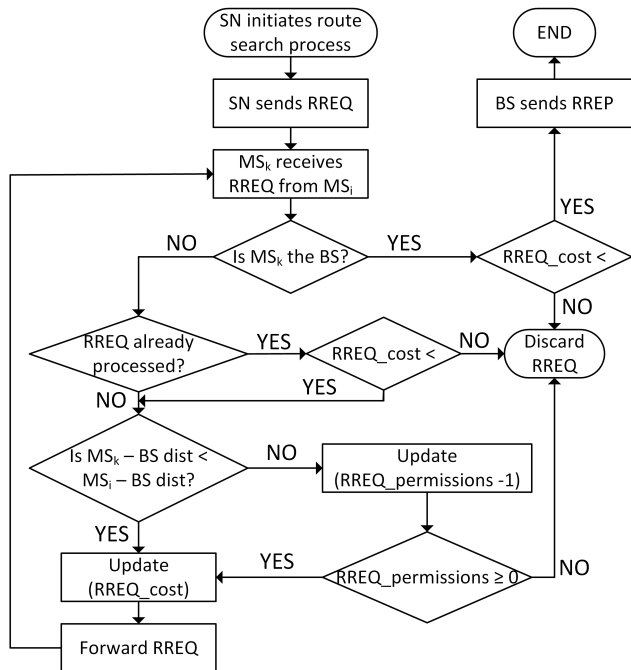 SN initiates route
search process
END
SN sends RREQ
BS sends RREP
MSk receives
RREQ from MSi
YES
NO
Is MSk the BS?
YES
RREQ_cost <
NO
RREQ already
processed?
YES
RREQ_cost <
NO
Discard
RREQ
YES
NO
Is MSk – BS dist <
MSi – BS dist?
NO
Update
(RREQ_permissions -1)
YES
Update
(RREQ_cost)
YES
RREQ_permissions ≥ 0
NO
Forward RREQ